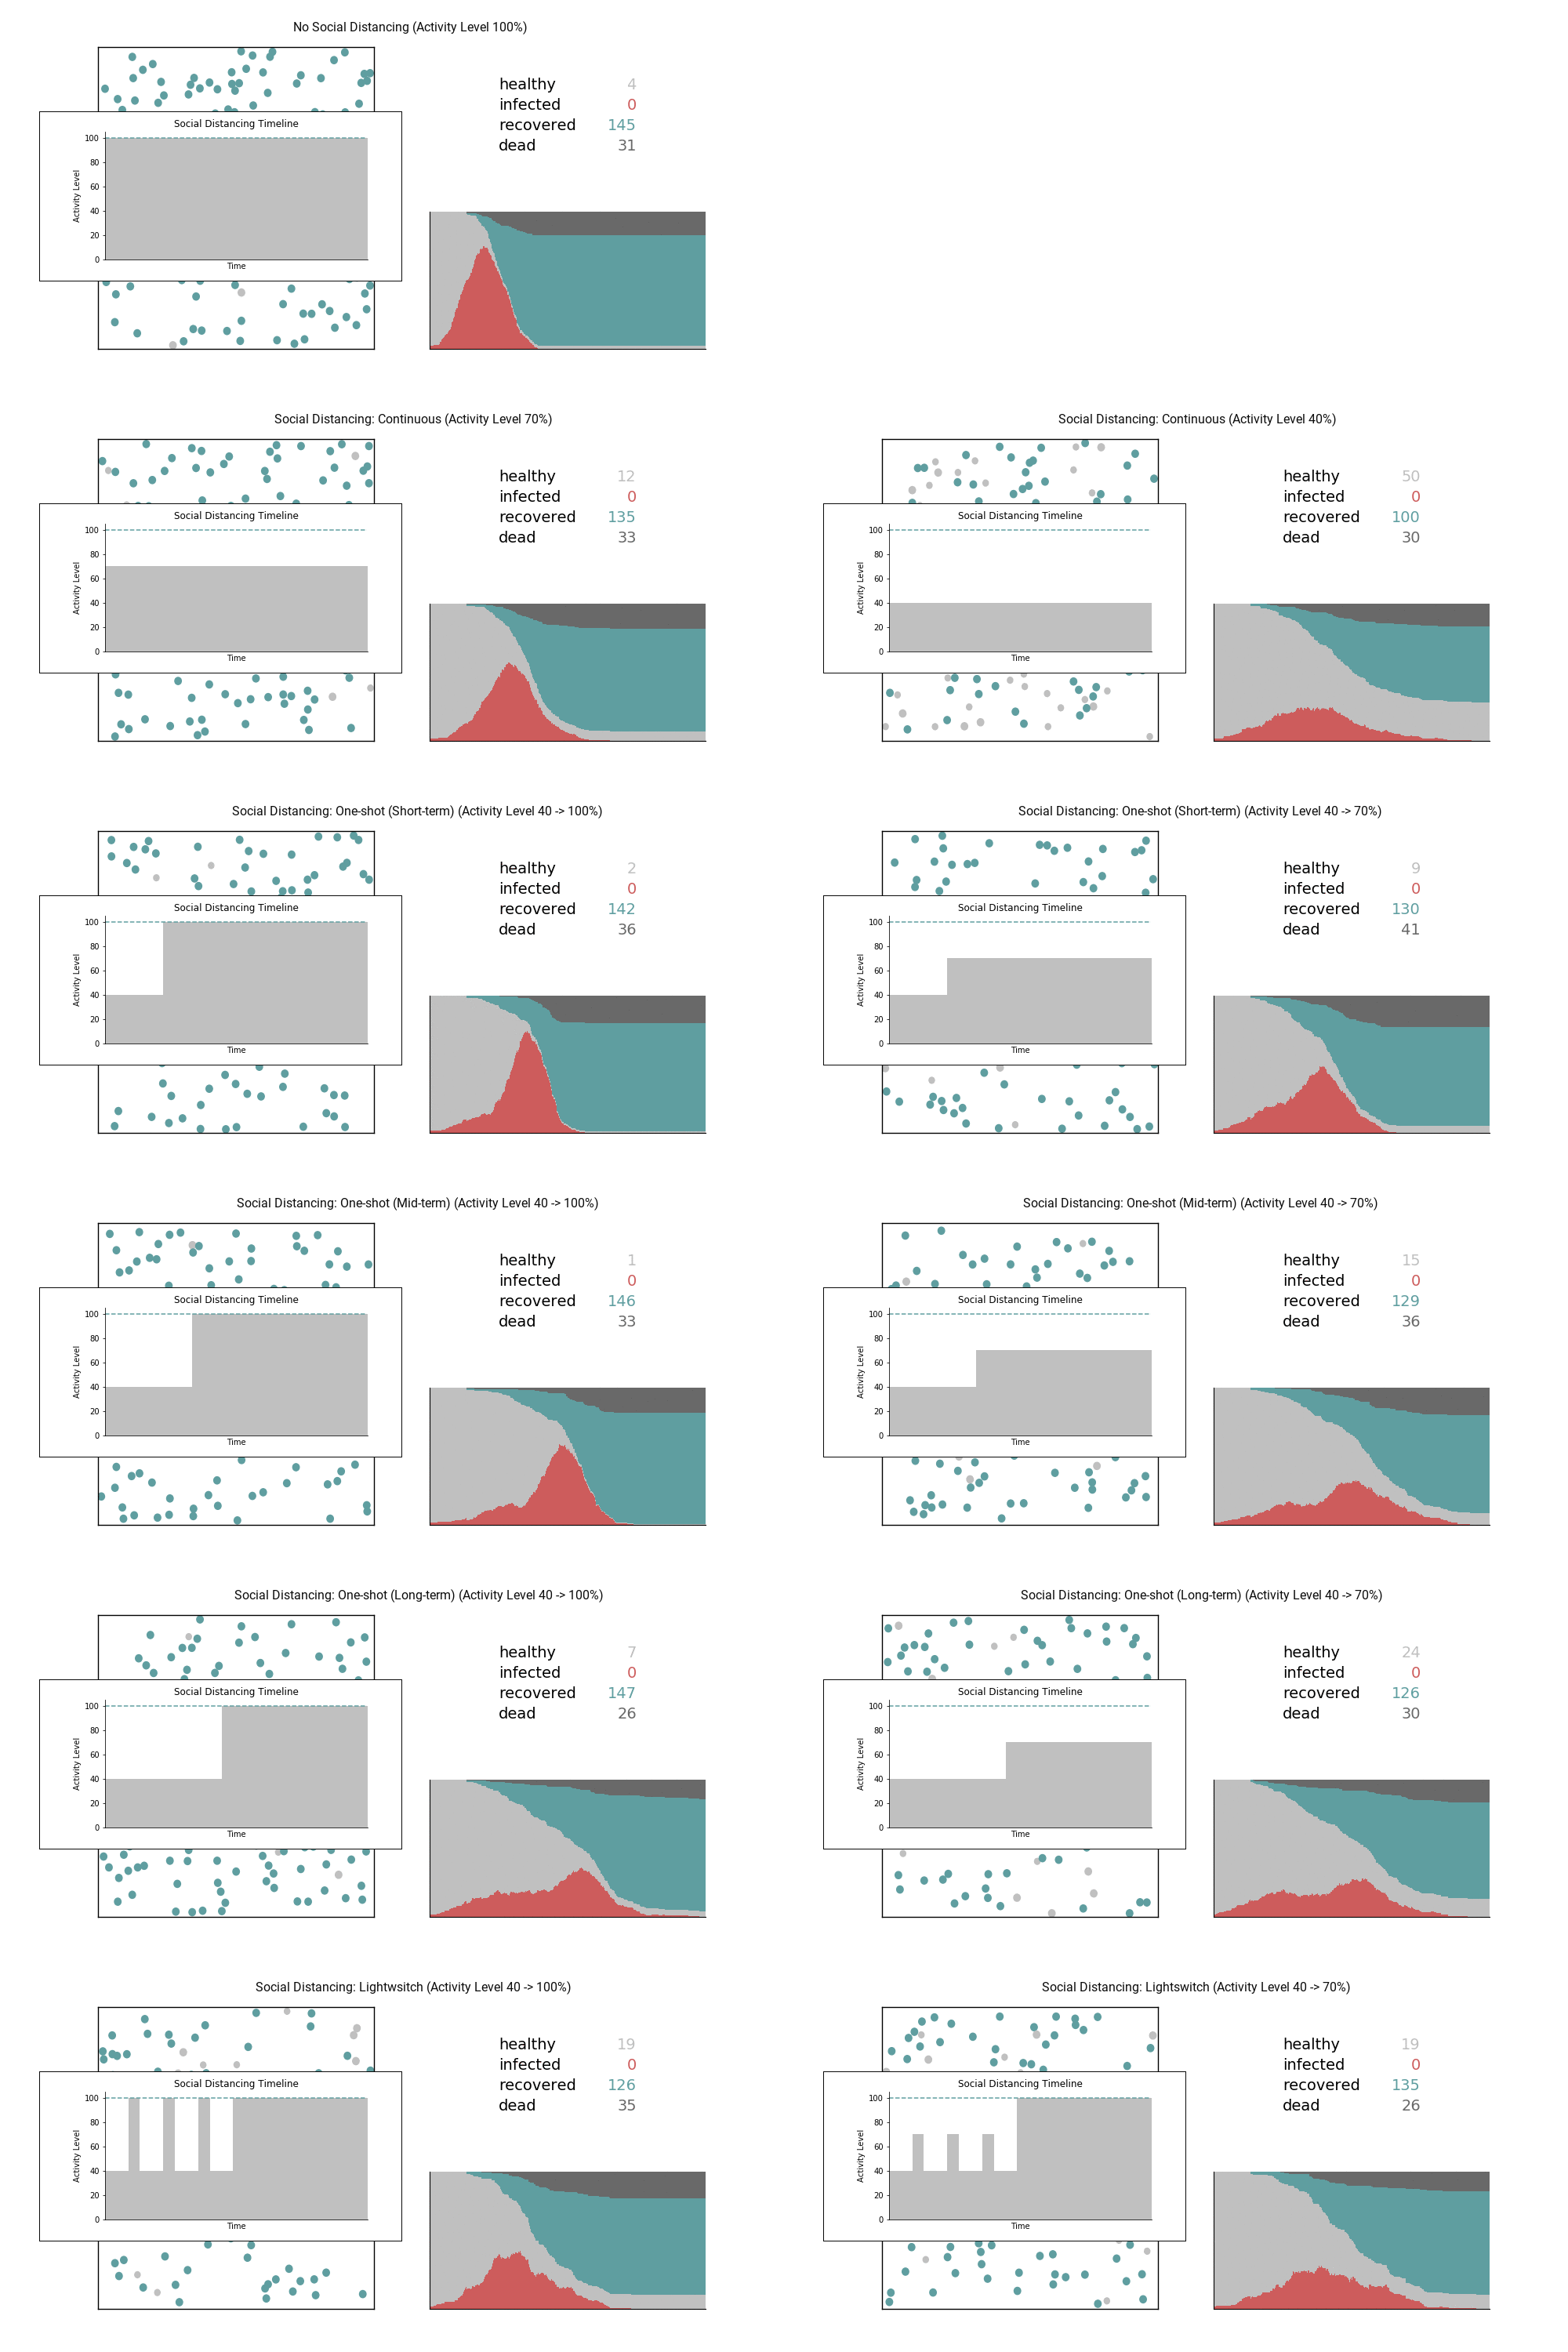 No Social Distancing (Activity Level 100%)
healthy 4
infected 0
recovered 145
dead 31
Social Distancing Timeline
100
80
60
40
20
0
Activity Level
Time
Social Distancing: Continuous (Activity Level 70%)
healthy 12
infected 0
recovered 135
dead 33
Social Distancing Timeline
100
80
60
40
20
0
Activity Level
Time
Social Distancing: Continuous (Activity Level 40%)
healthy 50
infected 0
recovered 100
dead 30
Social Distancing Timeline
100
80
60
40
20
0
Activity Level
Time
Social Distancing: One-shot (Short-term) (Activity Level 40 -> 100%)
healthy 2
infected 0
recovered 142
dead 36
Social Distancing Timeline
100
80
60
40
20
0
Activity Level
Time
Social Distancing: One-shot (Short-term) (Activity Level 40 -> 70%)
healthy 9
infected 0
recovered 130
dead 41
Social Distancing Timeline
100
80
60
40
20
0
Activity Level
Time
Social Distancing: One-shot (Mid-term) (Activity Level 40 -> 100%)
healthy 1
infected 0
recovered 146
dead 33
Social Distancing Timeline
100
80
60
40
20
0
Activity Level
Time
Social Distancing: One-shot (Mid-term) (Activity Level 40 -> 70%)
healthy 15
infected 0
recovered 129
dead 36
Social Distancing Timeline
100
80
60
40
20
0
Activity Level
Time
Social Distancing: One-shot (Long-term) (Activity Level 40 -> 100%)
healthy 7
infected 0
recovered 147
dead 26
Social Distancing Timeline
100
80
60
40
20
0
Activity Level
Time
Social Distancing: One-shot (Long-term) (Activity Level 40 -> 70%)
healthy 24
infected 0
recovered 126
dead 30
Social Distancing Timeline
100
80
60
40
20
0
Activity Level
Time
Social Distancing: Lightwsitch (Activity Level 40 -> 100%)
healthy 19
infected 0
recovered 126
dead 35
Social Distancing Timeline
100
80
60
40
20
0
Activity Level
Time
Social Distancing: Lightswitch (Activity Level 40 -> 70%)
healthy 19
infected 0
recovered 135
dead 26
Social Distancing Timeline
100
80
60
40
20
0
Activity Level
Time